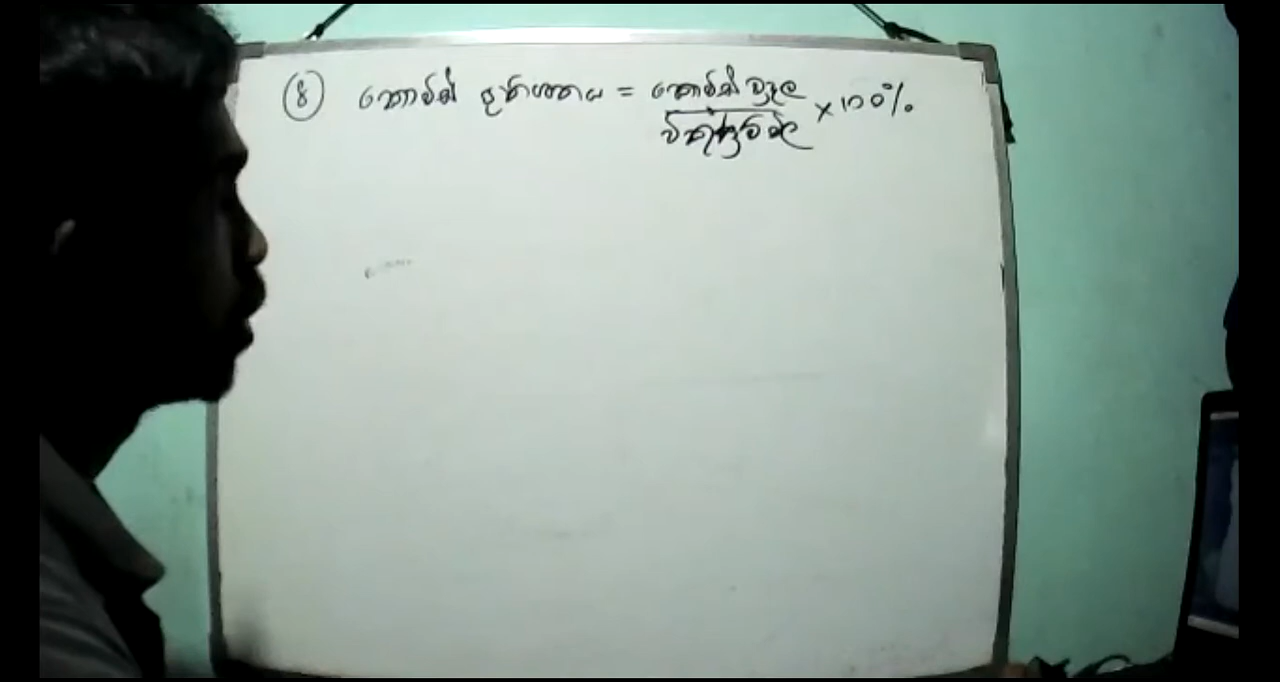 ⑧ කොමිස් ප්‍රතිශතය = කොමිස් මුදල / විකුණුම් මිල × 100%